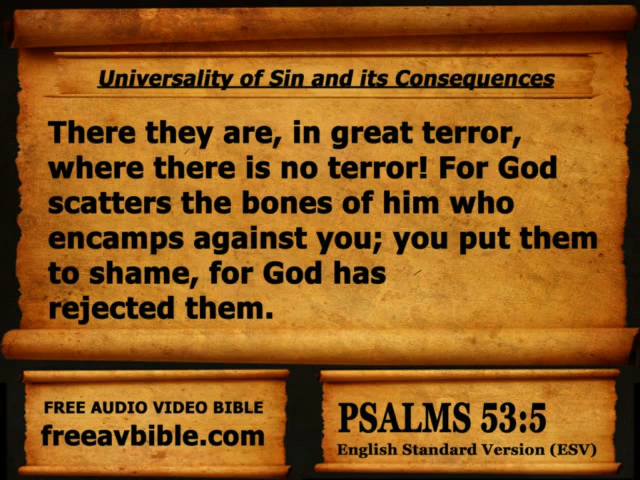 Universality of Sin and its Consequences
There they are, in great terror,
where there is no terror! For God
scatters the bones of him who
encamps against you; you put them
to shame, for God has
rejected them.
FREE AUDIO VIDEO BIBLE
freeavbible.com
PSALMS 53:5
English Standard Version (ESV)